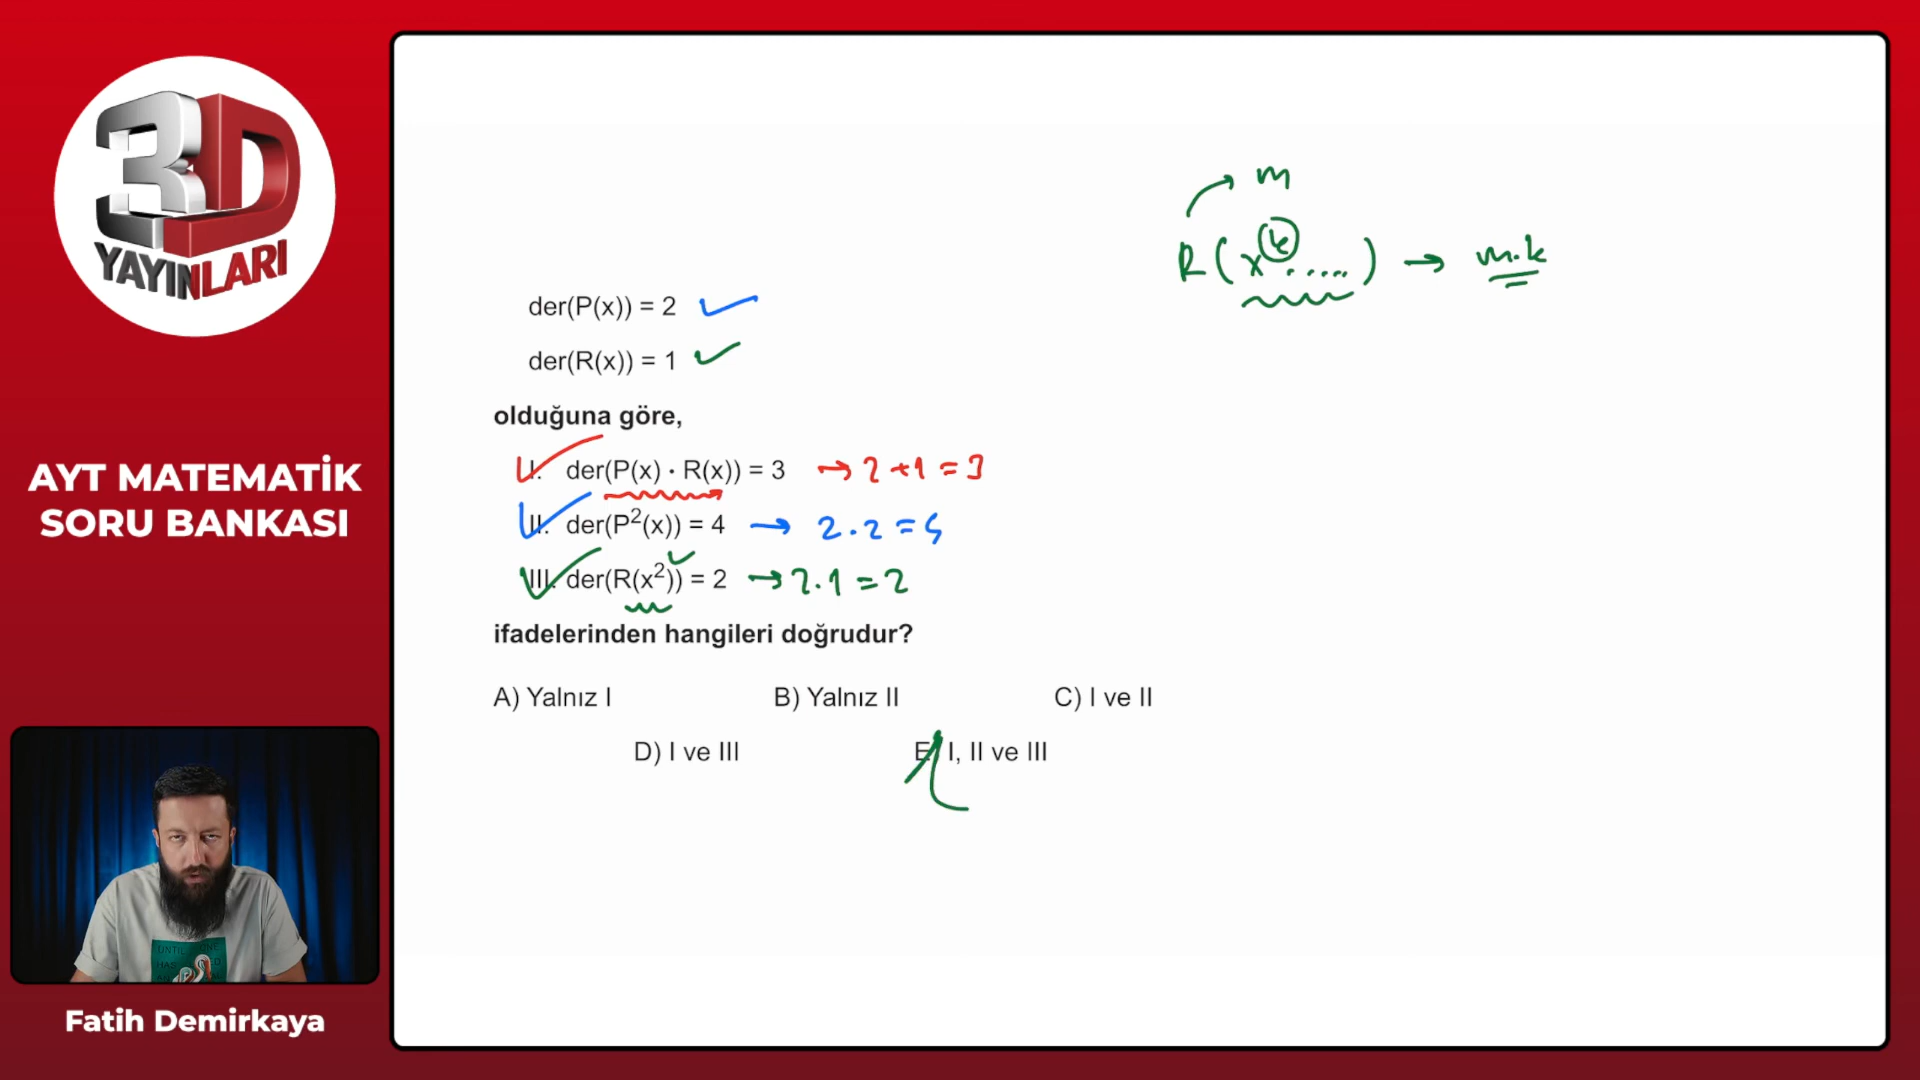 3D
YAYINLARI
AYT MATEMATİK
SORU BANKASI
Fatih Demirkaya
m
R(x^k.....) → m.k
der(P(x)) = 2
der(R(x)) = 1
olduğuna göre,
I. der(P(x) · R(x)) = 3 → 2+1=3
II. der(P²(x)) = 4 → 2.2=4
III. der(R(x²)) = 2 → 2.1=2
ifadelerinden hangileri doğrudur?
A) Yalnız I B) Yalnız II C) I ve II
D) I ve III E) I, II ve III